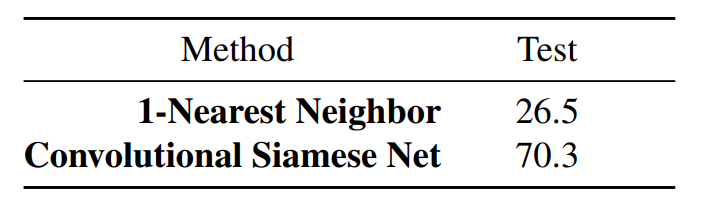 Method Test
1-Nearest Neighbor 26.5
Convolutional Siamese Net 70.3